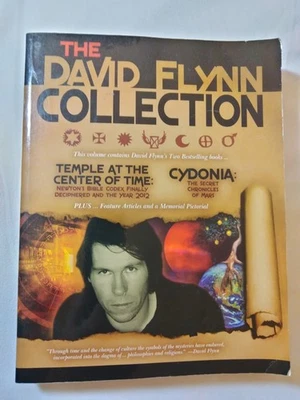 THE
DAVID FLYNN
COLLECTION
This volume contains David Flynn's Two Bestselling books ...
TEMPLE AT THE
CENTER OF TIME:
NEWTON'S BIBLE CODEX FINALLY
DECIPHERED AND THE YEAR 2012
CYDONIA:
THE SECRET
CHRONICLES
OF MARS
PLUS ... Feature Articles and a Memorial Pictorial
"Through time and the change of culture the symbols of the mysteries have endured,
incorporated into the dogma of ... philosophies and religions." —David Flynn